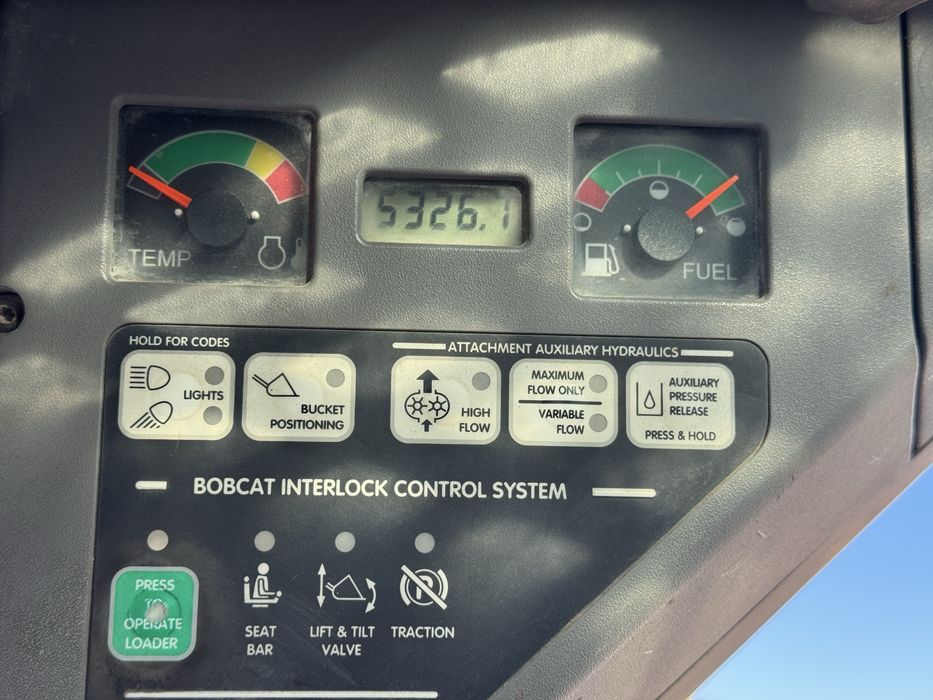 5326.1
TEMP
FUEL
HOLD FOR CODES
ATTACHMENT AUXILIARY HYDRAULICS
LIGHTS
BUCKET
POSITIONING
HIGH
FLOW
MAXIMUM
FLOW ONLY
VARIABLE
FLOW
AUXILIARY
PRESSURE
RELEASE
PRESS & HOLD
BOBCAT INTERLOCK CONTROL SYSTEM
PRESS
TO
OPERATE
LOADER
SEAT
BAR
LIFT & TILT
VALVE
TRACTION